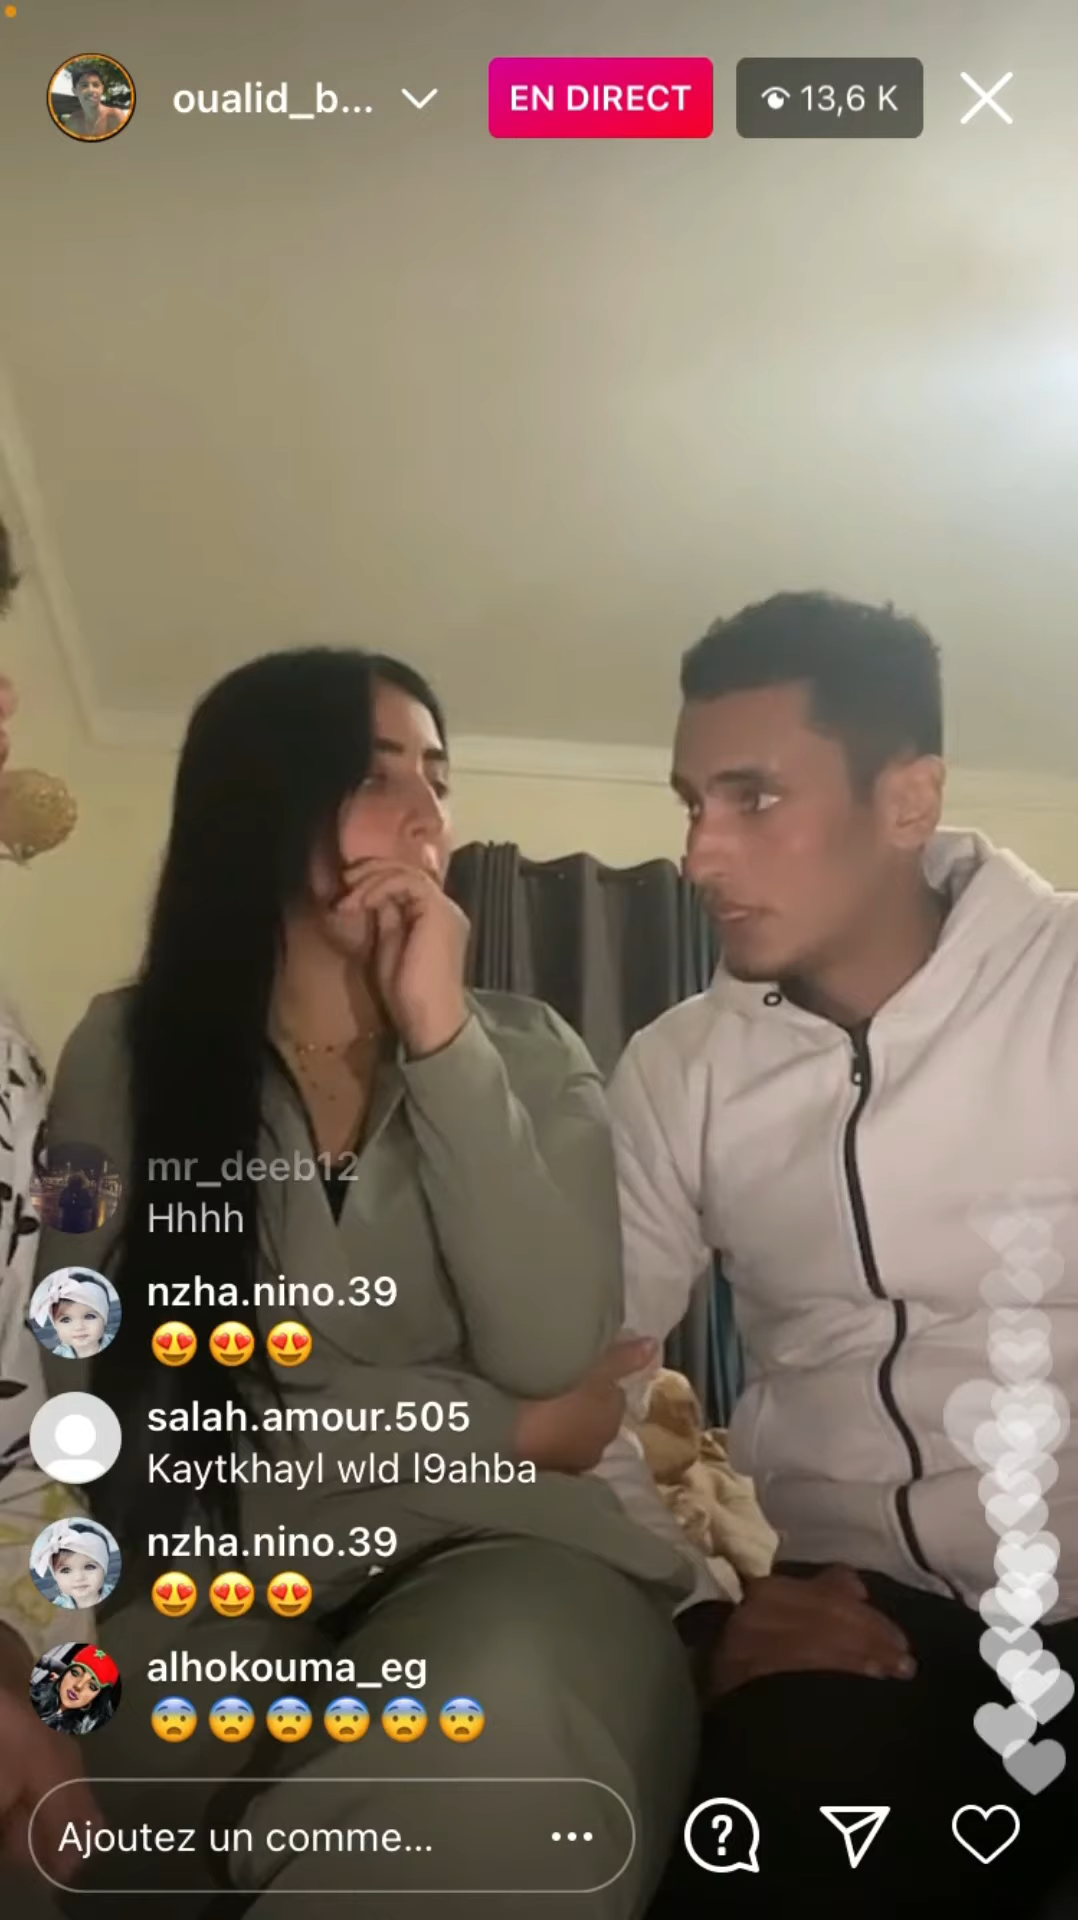 oualid_b...
EN DIRECT
13,6 K
mr_deeb12
Hhhh
nzha.nino.39
😍😍😍
salah.amour.505
Kaytkhayl wld l9ahba
nzha.nino.39
😍😍😍
alhokouma_eg
😨😨😨😨😨😨
Ajoutez un comme...